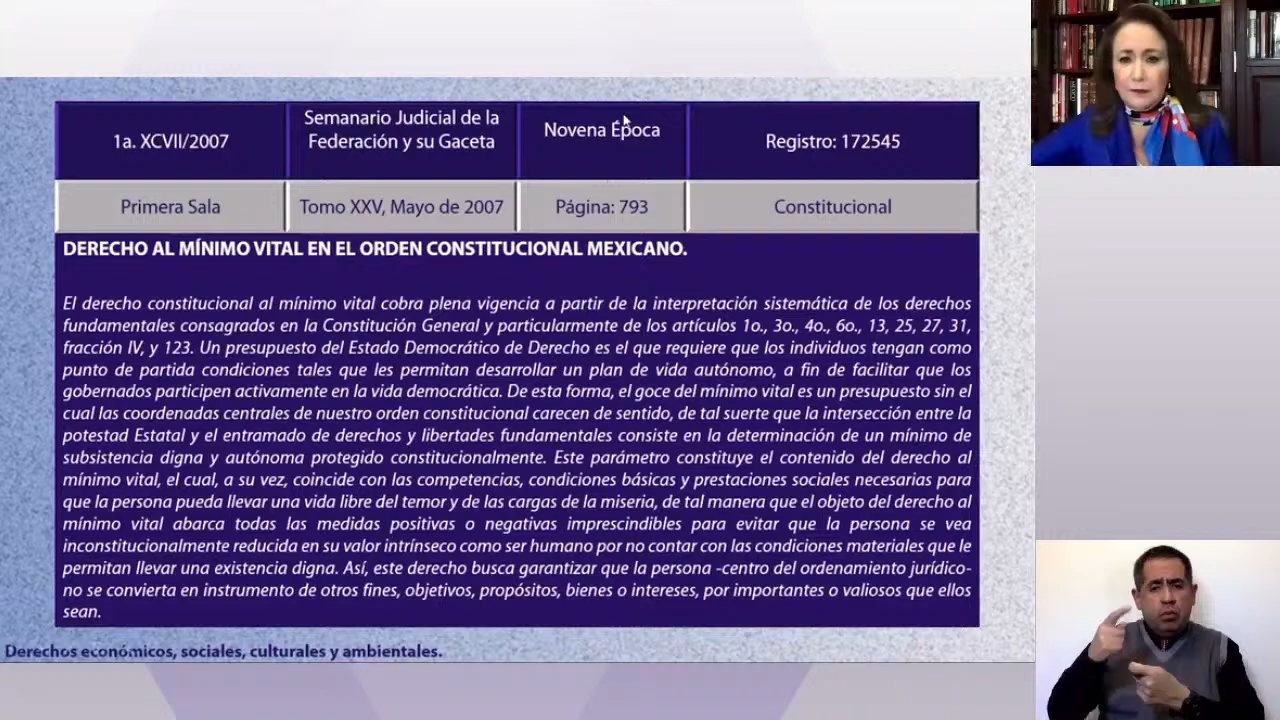 1a. XCVII/2007
Semanario Judicial de la
Federación y su Gaceta
Novena Época
Registro: 172545
Primera Sala
Tomo XXV, Mayo de 2007
Página: 793
Constitucional
DERECHO AL MÍNIMO VITAL EN EL ORDEN CONSTITUCIONAL MEXICANO.
El derecho constitucional al mínimo vital cobra plena vigencia a partir de la interpretación sistemática de los derechos
fundamentales consagrados en la Constitución General y particularmente de los artículos 1o., 3o., 4o., 6o., 13, 25, 27, 31,
fracción IV, y 123. Un presupuesto del Estado Democrático de Derecho es el que requiere que los individuos tengan como
punto de partida condiciones tales que les permitan desarrollar un plan de vida autónomo, a fin de facilitar que los
gobernados participen activamente en la vida democrática. De esta forma, el goce del mínimo vital es un presupuesto sin el
cual las coordenadas centrales de nuestro orden constitucional carecen de sentido, de tal suerte que la intersección entre la
potestad Estatal y el entramado de derechos y libertades fundamentales consiste en la determinación de un mínimo de
subsistencia digna y autónoma protegido constitucionalmente. Este parámetro constituye el contenido del derecho al
mínimo vital, el cual, a su vez, coincide con las competencias, condiciones básicas y prestaciones sociales necesarias para
que la persona pueda llevar una vida libre del temor y de las cargas de la miseria, de tal manera que el objeto del derecho al
mínimo vital abarca todas las medidas positivas o negativas imprescindibles para evitar que la persona se vea
inconstitucionalmente reducida en su valor intrínseco como ser humano por no contar con las condiciones materiales que le
permitan llevar una existencia digna. Así, este derecho busca garantizar que la persona -centro del ordenamiento jurídico-
no se convierta en instrumento de otros fines, objetivos, propósitos, bienes o intereses, por importantes o valiosos que ellos
sean.
Derechos económicos, sociales, culturales y ambientales.